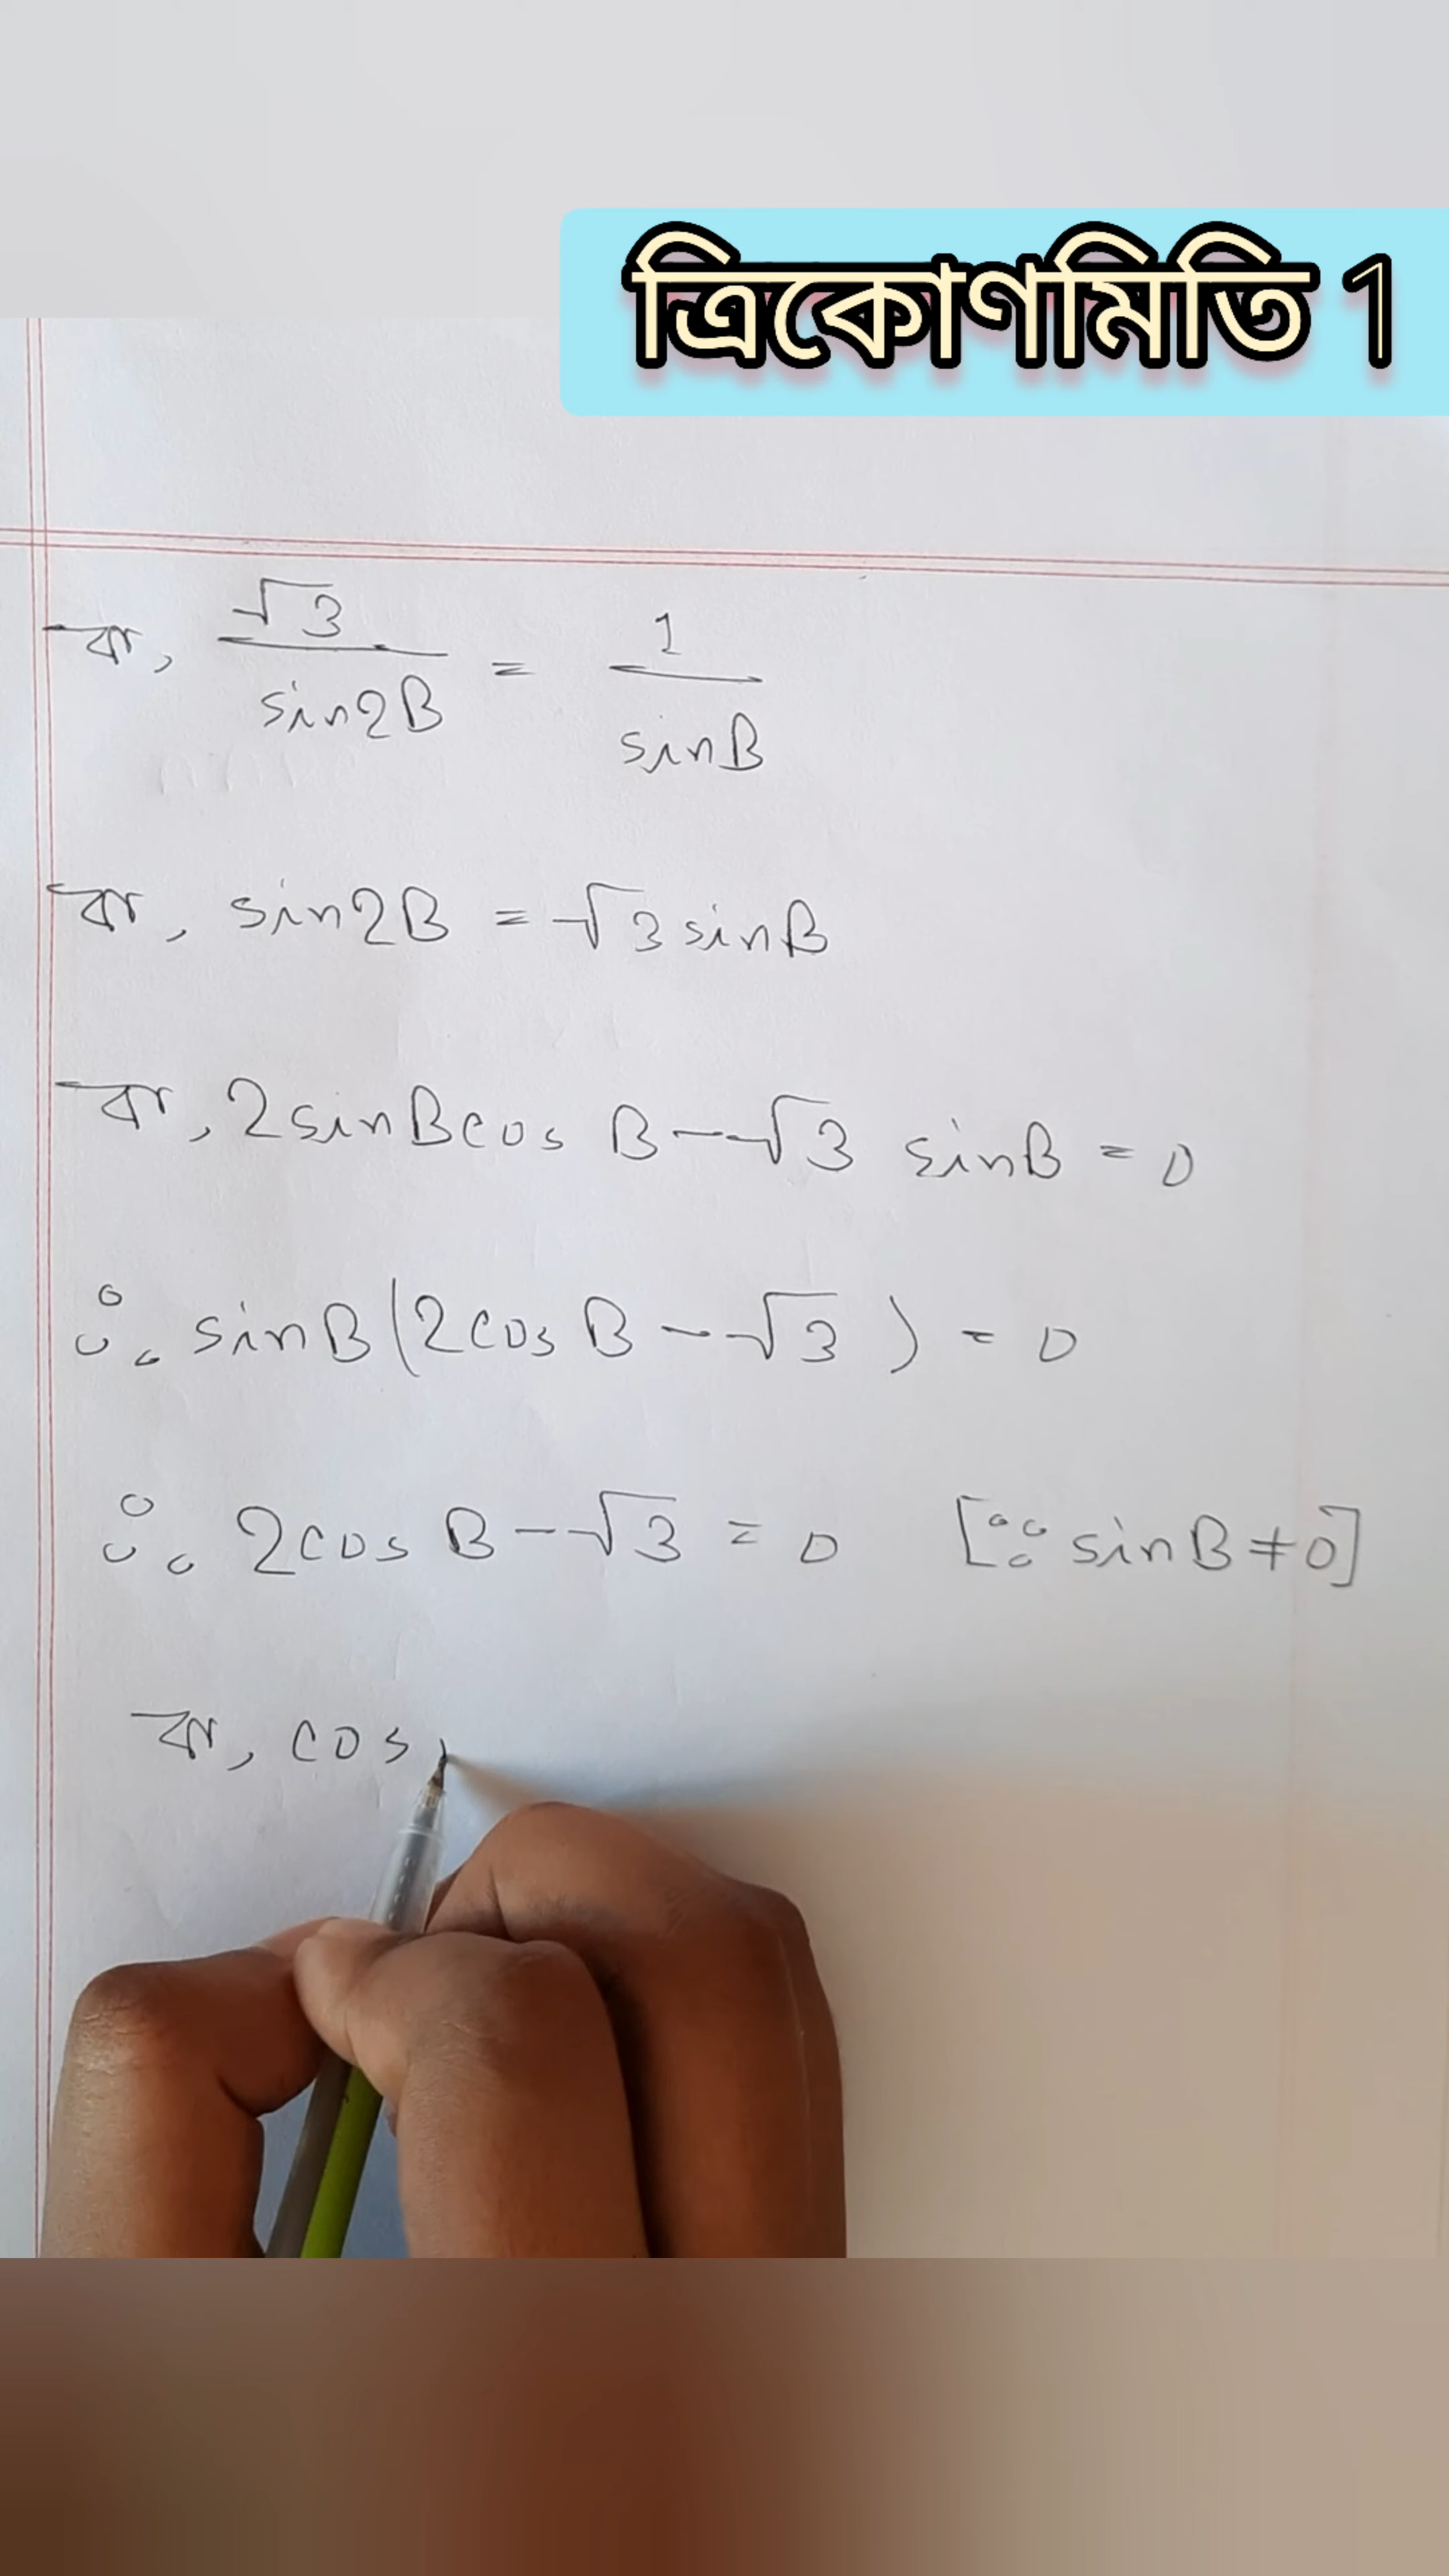 ত্রিকোণমিতি 1
বা, √3/sin2B = 1/sinB
বা, sin2B = √3 sinB
বা, 2sinBcos B - √3 sinB = 0
∴ sinB(2cos B - √3) = 0
∴ 2cos B - √3 = 0 [∵ sinB ≠ 0]
বা, cos